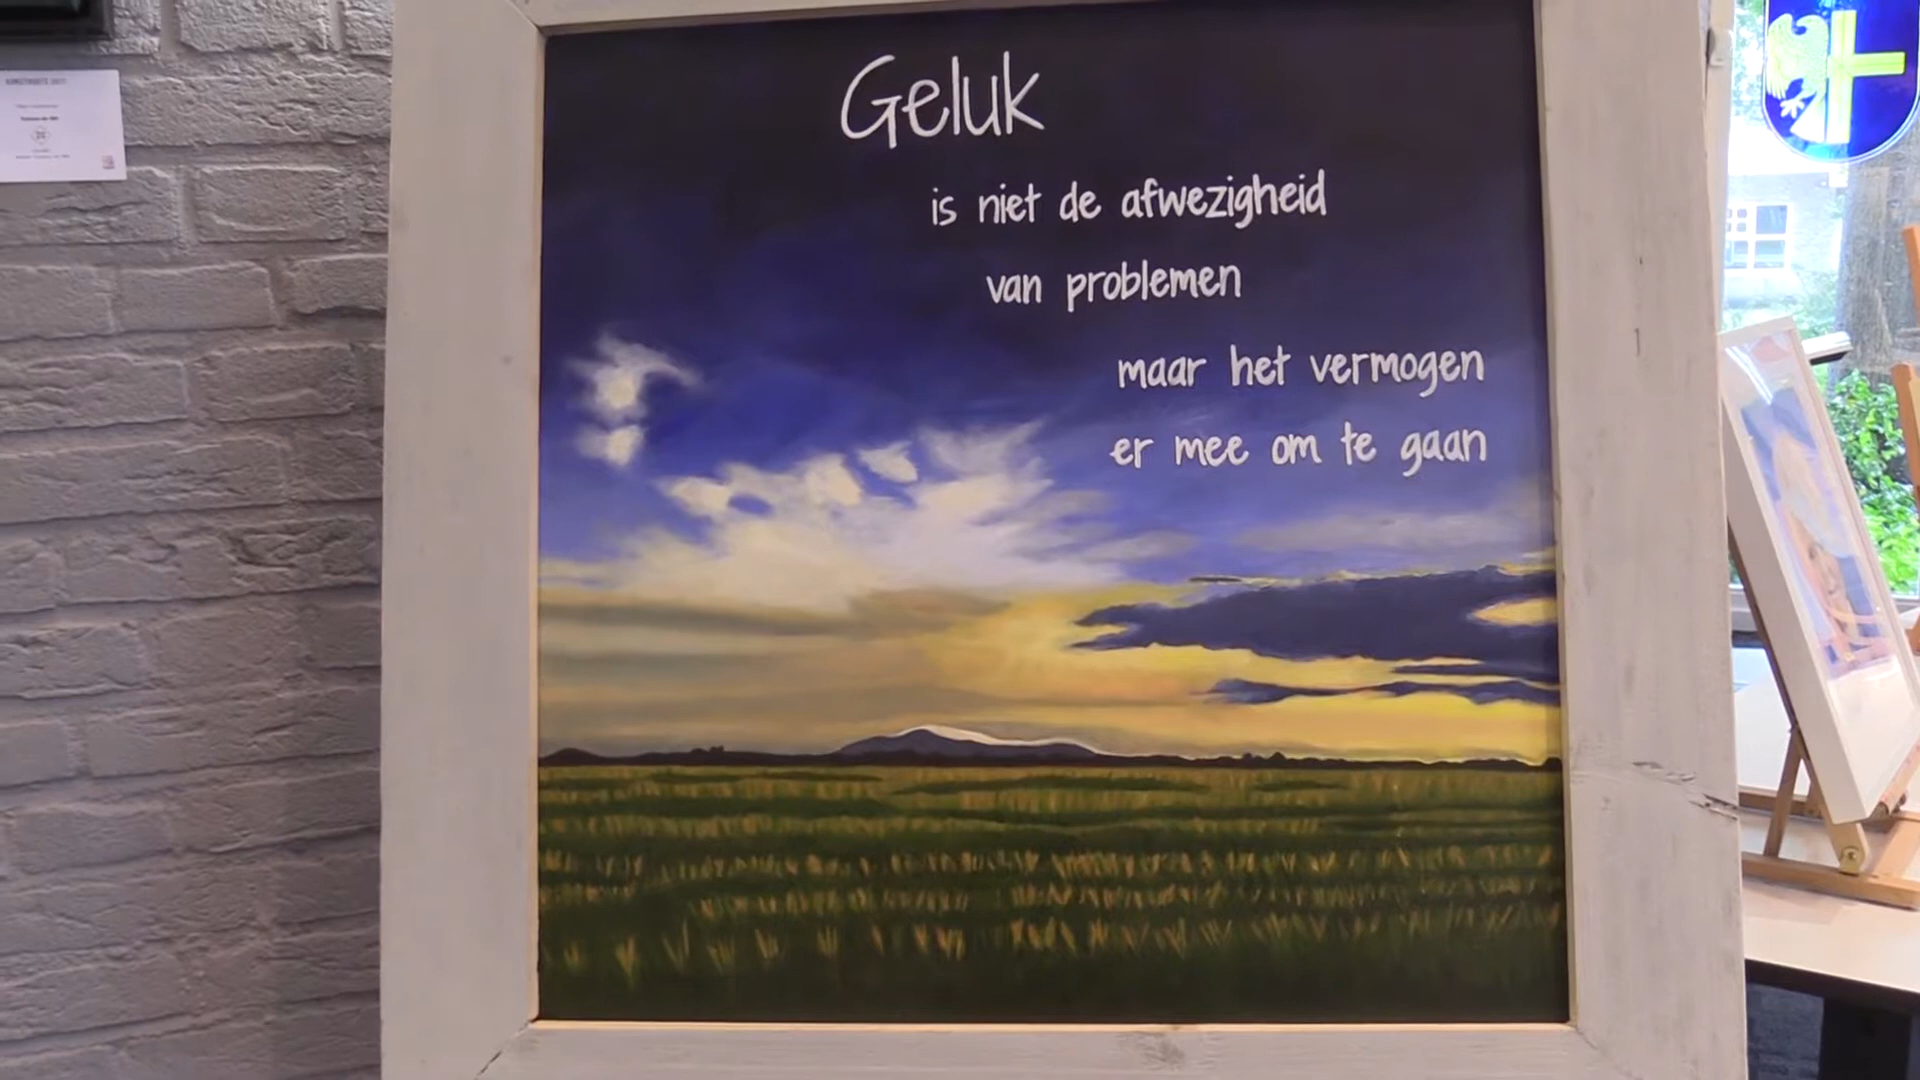 Geluk
is niet de afwezigheid
van problemen
maar het vermogen
er mee om te gaan